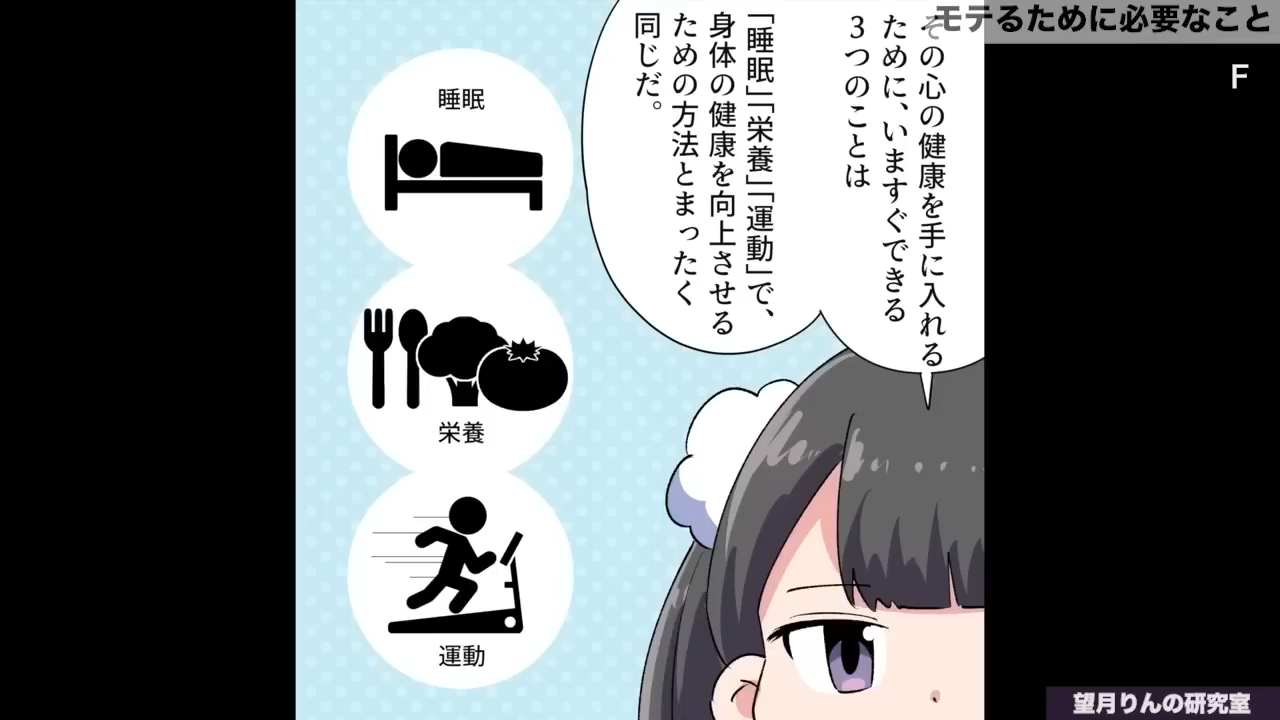 モテるために必要なこと
F
その心の健康を手に入れる
ために、いますぐできる
3つのことは
「睡眠」「栄養」「運動」で、
身体の健康を向上させる
ための方法とまったく
同じだ。
睡眠
栄養
運動
望月りんの研究室